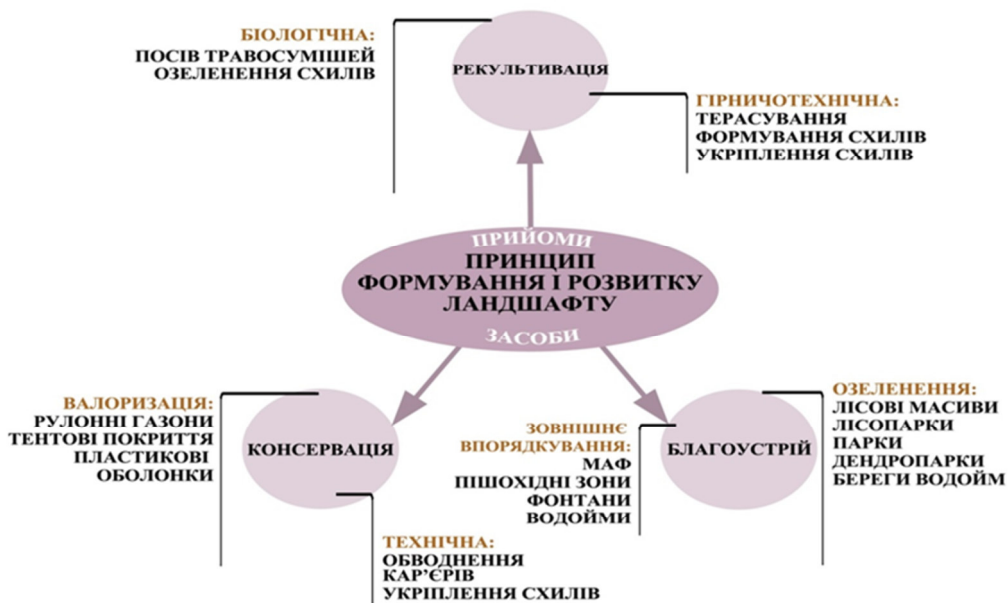 БІОЛОГІЧНА:
ПОСІВ ТРАВОСУМІШЕЙ
ОЗЕЛЕНЕННЯ СХИЛІВ
РЕКУЛЬТИВАЦІЯ
ГІРНИЧОТЕХНІЧНА:
ТЕРАСУВАННЯ
ФОРМУВАННЯ СХИЛІВ
УКРІПЛЕННЯ СХИЛІВ
ПРИЙОМИ
ПРИНЦИП
ФОРМУВАННЯ І РОЗВИТКУ
ЛАНДШАФТУ
ЗАСОБИ
ВАЛОРИЗАЦІЯ:
РУЛОННІ ГАЗОНИ
ТЕНТОВІ ПОКРИТТЯ
ПЛАСТИКОВІ
ОБОЛОНКИ
КОНСЕРВАЦІЯ
ТЕХНІЧНА:
ОБВОДНЕННЯ
КАР’ЄРІВ
УКРІПЛЕННЯ СХИЛІВ
ЗОВНІШНЄ
ВПОРЯДКУВАННЯ:
МАФ
ПІШОХІДНІ ЗОНИ
ФОНТАНИ
ВОДОЙМИ
БЛАГОУСТРІЙ
ОЗЕЛЕНЕННЯ:
ЛІСОВІ МАСИВИ
ЛІСОПАРКИ
ПАРКИ
ДЕНДРОПАРКИ
БЕРЕГИ ВОДОЙМ